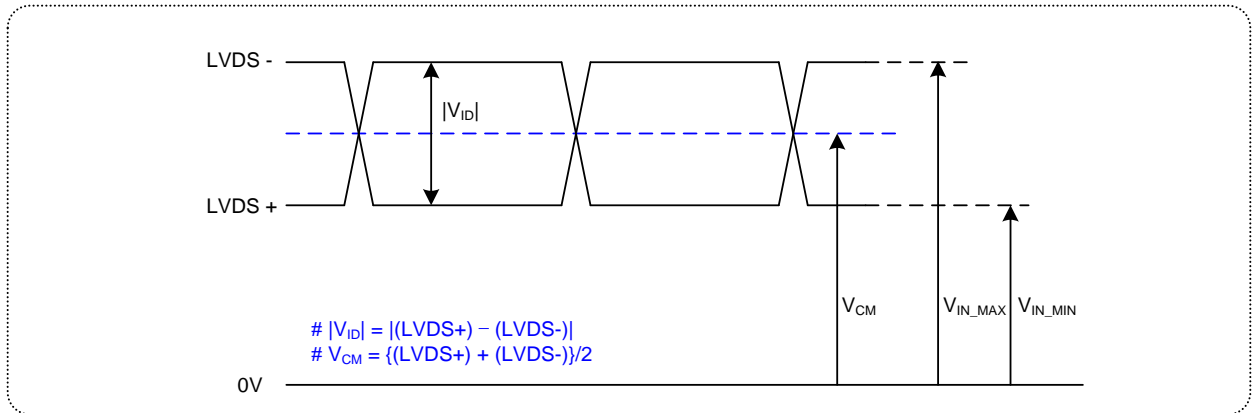 LVDS -
|VID|
LVDS +
VCM
VIN_MAX
VIN_MIN
# |VID| = |(LVDS+) − (LVDS-)|
# VCM = {(LVDS+) + (LVDS-)}/2
0V